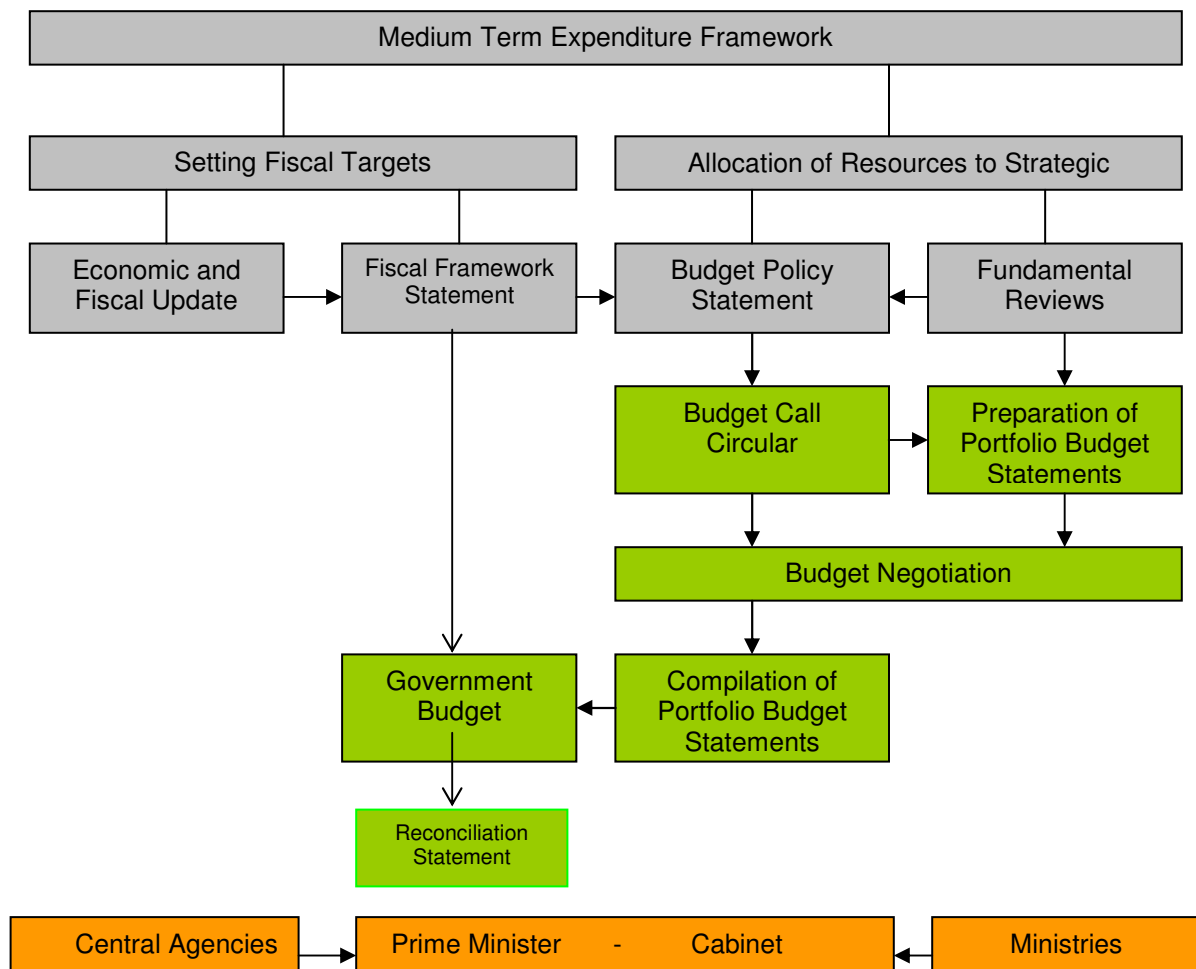 Medium Term Expenditure Framework
Setting Fiscal Targets
Allocation of Resources to Strategic
Economic and
Fiscal Update
Fiscal Framework
Statement
Budget Policy
Statement
Fundamental
Reviews
Budget Call
Circular
Preparation of
Portfolio Budget
Statements
Budget Negotiation
Government
Budget
Compilation of
Portfolio Budget
Statements
Reconciliation
Statement
Central Agencies
Prime Minister - Cabinet
Ministries